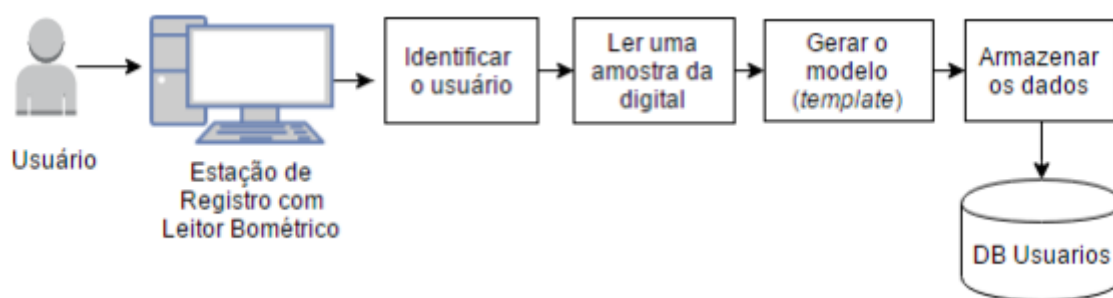 Usuário
Estação de
Registro com
Leitor Bométrico
Identificar
o usuário
Ler uma
amostra da
digital
Gerar o
modelo
(template)
Armazenar
os dados
DB Usuarios